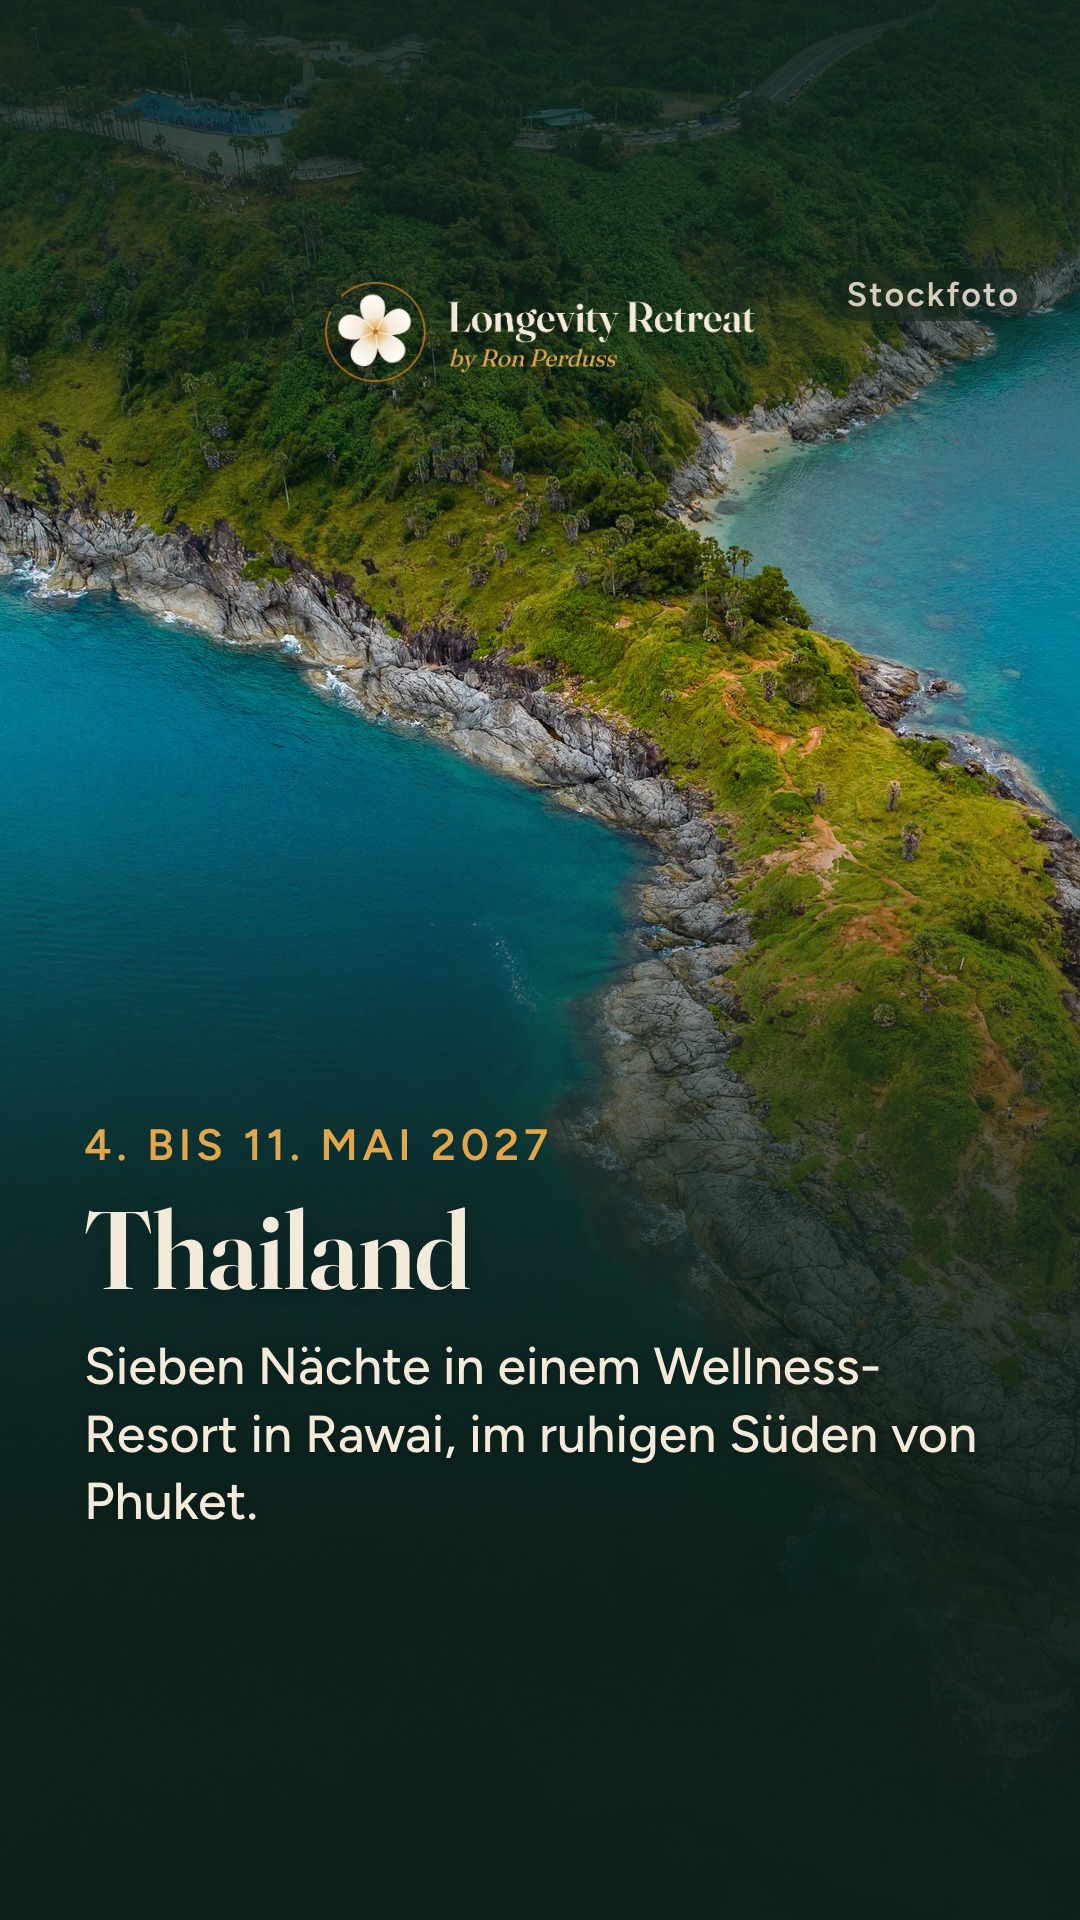 Stockfoto
Longevity Retreat
by Ron Perduss
4. BIS 11. MAI 2027
Thailand
Sieben Nächte in einem Wellness-
Resort in Rawai, im ruhigen Süden von
Phuket.